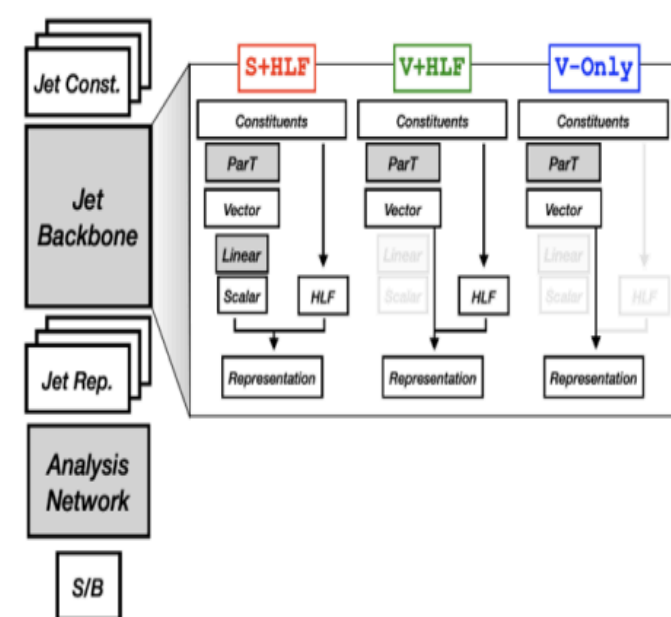 Jet Const.
Jet
Backbone
Jet Rep.
Analysis
Network
S/B
S+HLF
Constituents
ParT
Vector
Linear
Scalar
HLF
Representation
V+HLF
Constituents
ParT
Vector
Linear
Scalar
HLF
Representation
V-Only
Constituents
ParT
Vector
Linear
Scalar
HLF
Representation